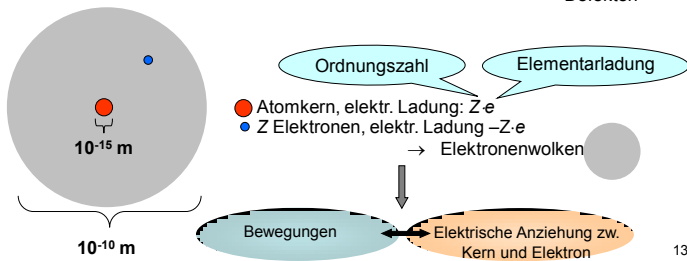 Defekten
Ordnungszahl
Elementarladung
Atomkern, elektr. Ladung: Z·e
Z Elektronen, elektr. Ladung –Z·e
→ Elektronenwolken
10⁻¹⁵ m
10⁻¹⁰ m
Bewegungen
Elektrische Anziehung zw.
Kern und Elektron
13